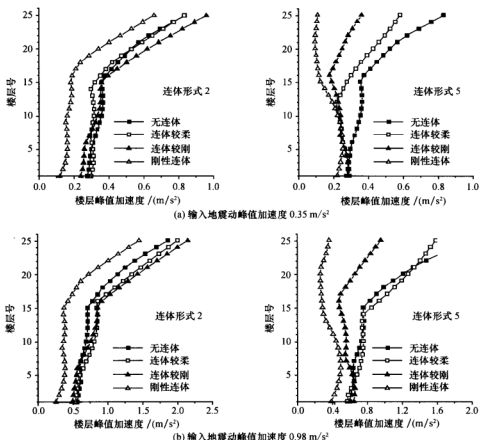 25
20
15
10
5
楼层号
连体形式 2
无连体
连体较柔
连体较刚
刚性连体
0.0 0.2 0.4 0.6 0.8 1.0
楼层峰值加速度 /(m/s²)
25
20
15
10
5
楼层号
连体形式 5
无连体
连体较柔
连体较刚
刚性连体
0.0 0.2 0.4 0.6 0.8 1.0
楼层峰值加速度 /(m/s²)
(a) 输入地震动峰值加速度 0.35 m/s²
25
20
15
10
5
楼层号
连体形式 2
无连体
连体较柔
连体较刚
刚性连体
0.0 0.5 1.0 1.5 2.0 2.5
楼层峰值加速度 /(m/s²)
25
20
15
10
5
楼层号
连体形式 5
无连体
连体较柔
连体较刚
刚性连体
0.0 0.4 0.8 1.2 1.6 2.0
楼层峰值加速度 /(m/s²)
(b) 输入地震动峰值加速度 0.98 m/s²